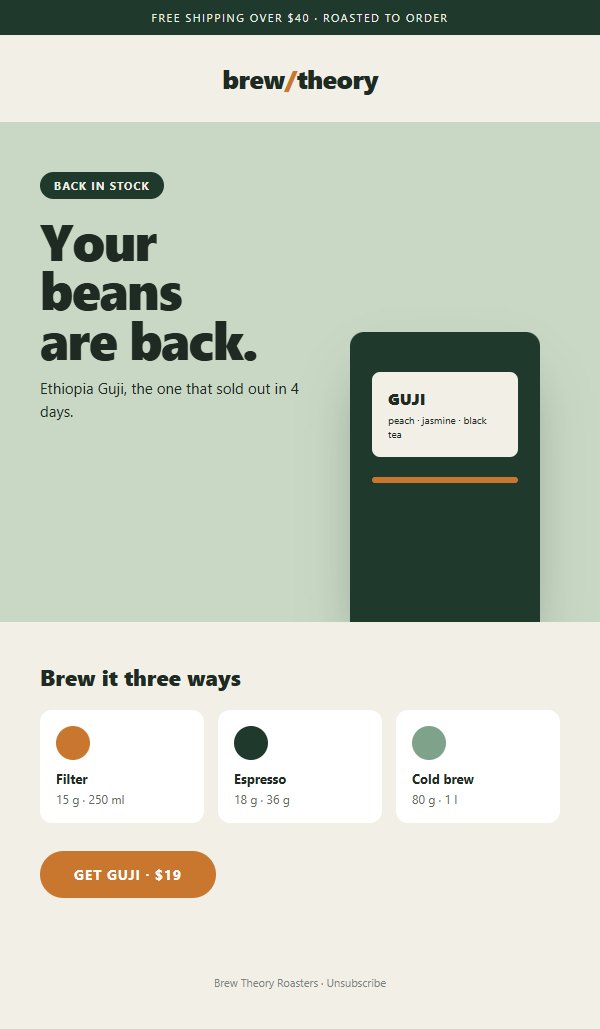 FREE SHIPPING OVER $40 · ROASTED TO ORDER
brew/theory
BACK IN STOCK
Your
beans
are back.
Ethiopia Guji, the one that sold out in 4
days.
GUJI
peach · jasmine · black
tea
Brew it three ways
Filter
15 g · 250 ml
Espresso
18 g · 36 g
Cold brew
80 g · 1 l
GET GUJI · $19
Brew Theory Roasters · Unsubscribe